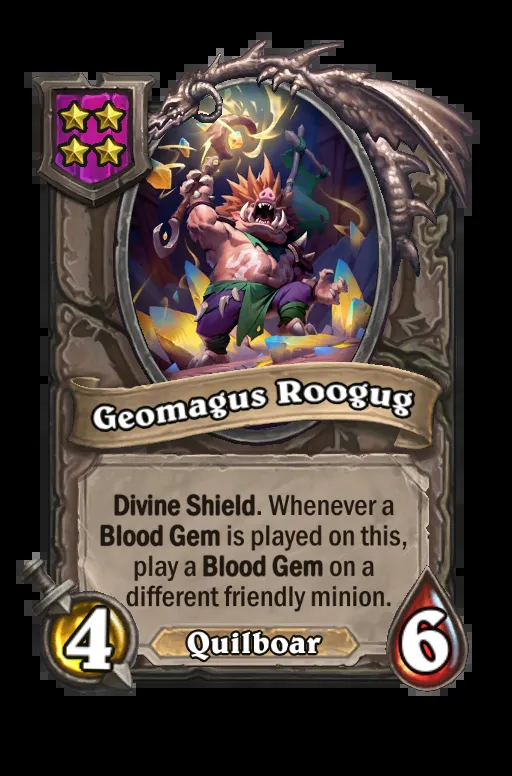 Geomagus Roogug
Divine Shield. Whenever a
Blood Gem is played on this,
play a Blood Gem on a
different friendly minion.
4
Quilboar
6